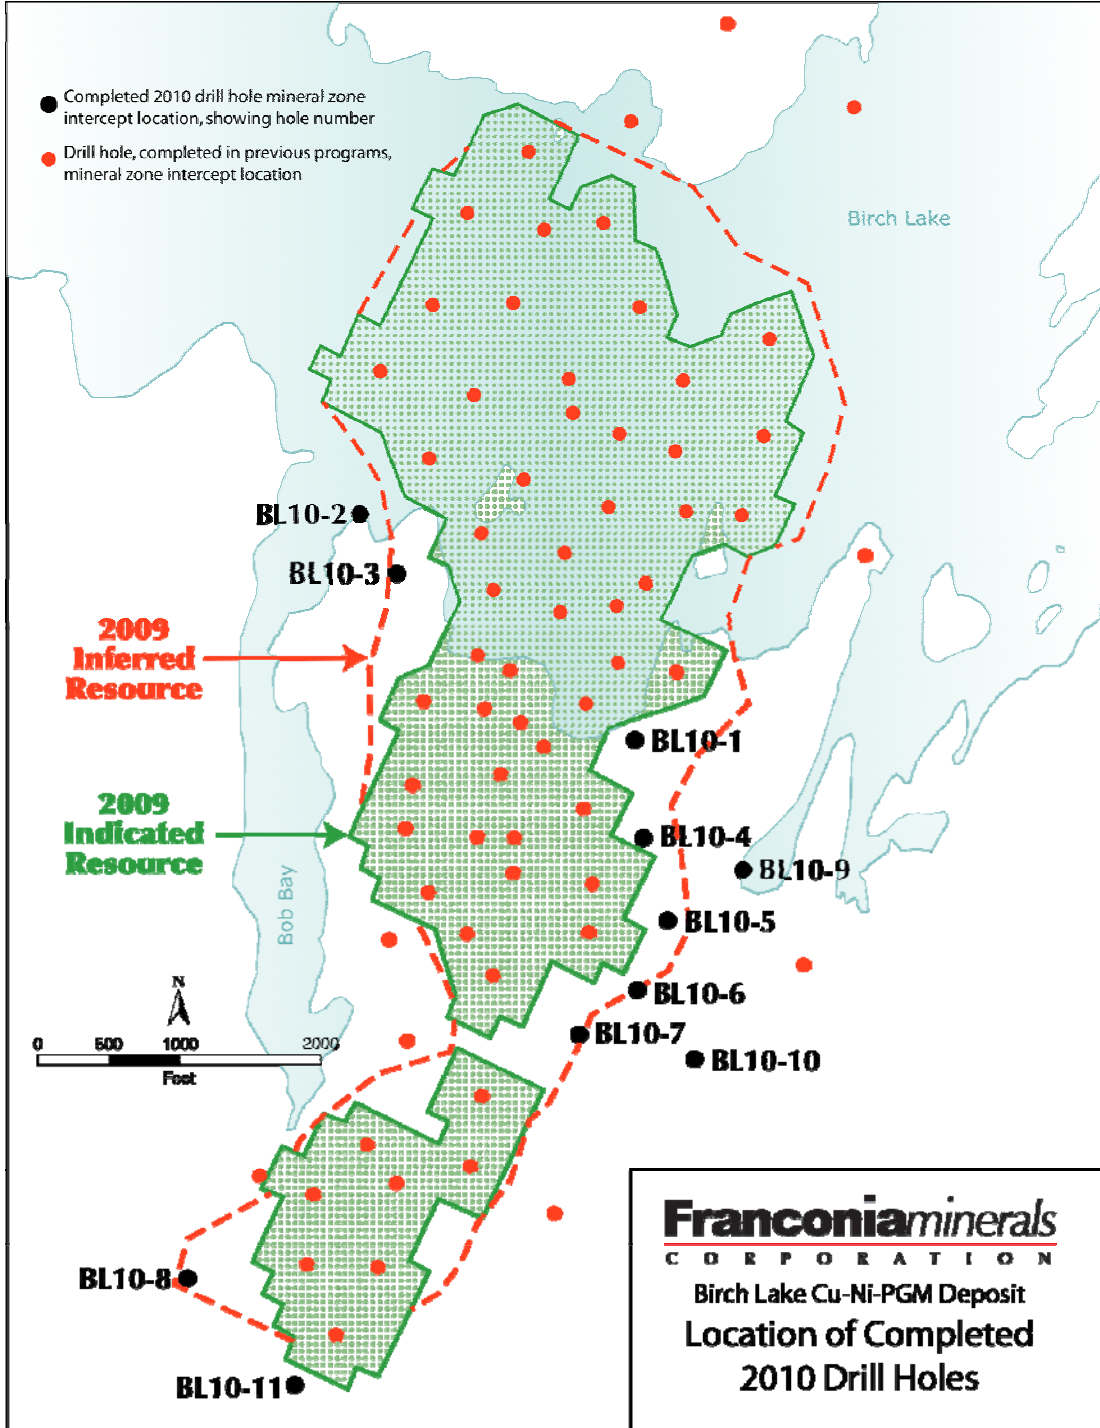 Completed 2010 drill hole mineral zone
intercept location, showing hole number
Drill hole, completed in previous programs,
mineral zone intercept location
Birch Lake
BL10-2
BL10-3
2009
Inferred
Resource
BL10-1
2009
Indicated
Resource
BL10-4
BL10-9
Bob Bay
BL10-5
N
BL10-6
BL10-7
0 500 1000 2000
Feet
BL10-10
BL10-8
BL10-11
Franconiaminerals
CORPORATION
Birch Lake Cu-Ni-PGM Deposit
Location of Completed
2010 Drill Holes